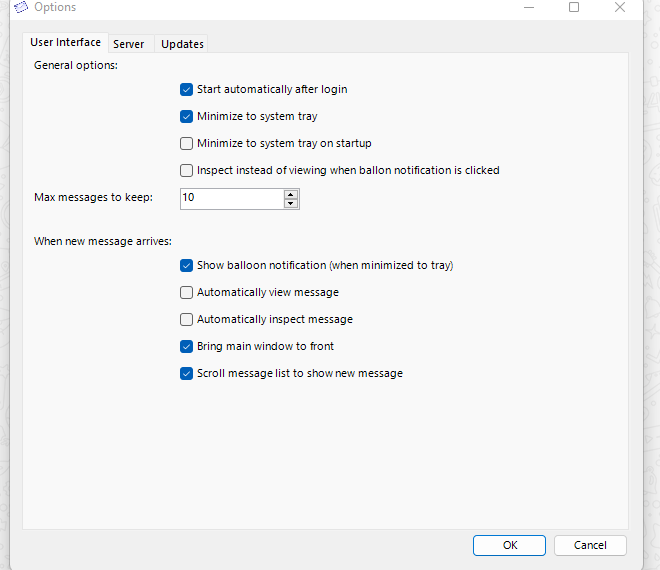 Options
User Interface Server Updates
General options:
Start automatically after login
Minimize to system tray
Minimize to system tray on startup
Inspect instead of viewing when ballon notification is clicked
Max messages to keep: 10
When new message arrives:
Show balloon notification (when minimized to tray)
Automatically view message
Automatically inspect message
Bring main window to front
Scroll message list to show new message
OK Cancel